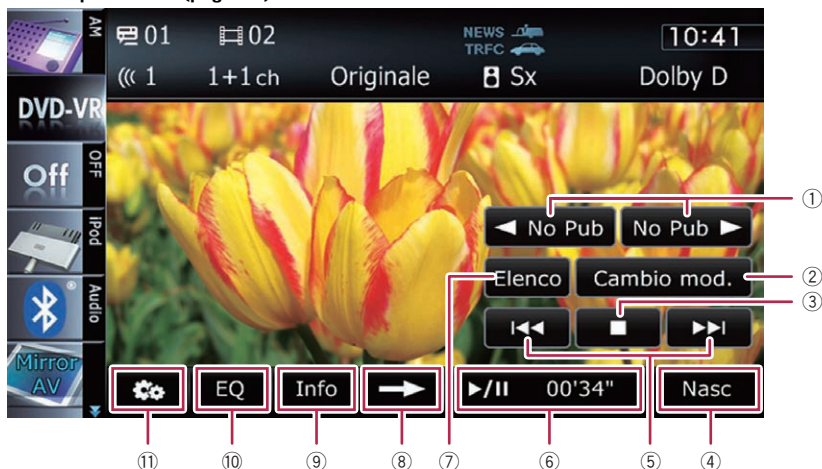 AM
01
02
NEWS
TRFC
10:41
1
1+1 ch
Originale
Sx
Dolby D
DVD-VR
OFF
Off
iPod
Audio
Mirror
AV
◄ No Pub
No Pub ►
①
Elenco
Cambio mod.
②
③
EQ
Info
►/II 00'34"
Nasc
⑪
⑩
⑨
⑧
⑦
⑥
⑤
④